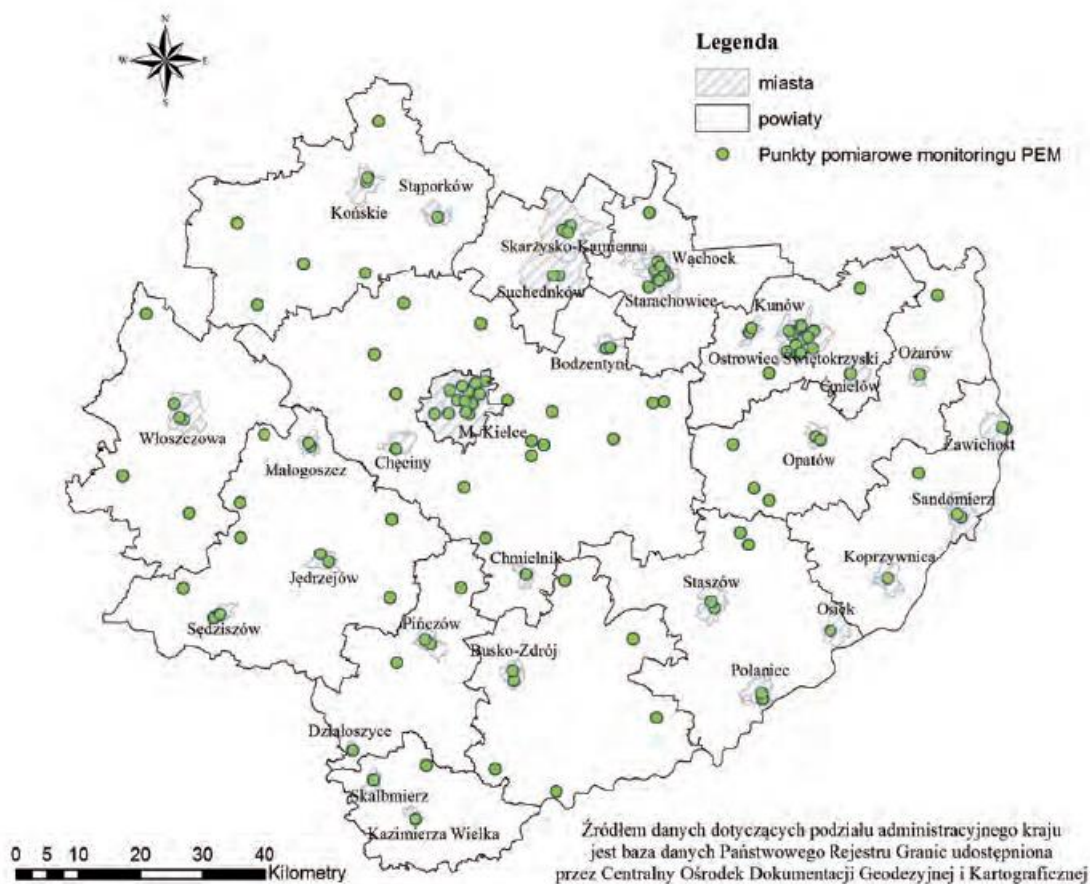 N
W E
S
Legenda
miasta
powiaty
Punkty pomiarowe monitoringu PEM
Stąporków
Końskie
Skarżysko-Kamienna
Wąchock
Suchedniów
Starachowice
Kunów
Bodzentyn
Ostrowiec Świętokrzyski
Ożarów
Ćmielów
Włoszczowa
M. Kielce
Zawichost
Małogoszcz
Chęciny
Opatów
Sandomierz
Chmielnik
Koprzywnica
Jędrzejów
Staszów
Osiek
Sędziszów
Pińczów
Busko-Zdrój
Połaniec
Działoszyce
Skalbmierz
Kazimierza Wielka
0 5 10 20 30 40
Kilometry
Źródłem danych dotyczących podziału administracyjnego kraju
jest baza danych Państwowego Rejestru Granic udostępniona
przez Centralny Ośrodek Dokumentacji Geodezyjnej i Kartograficznej